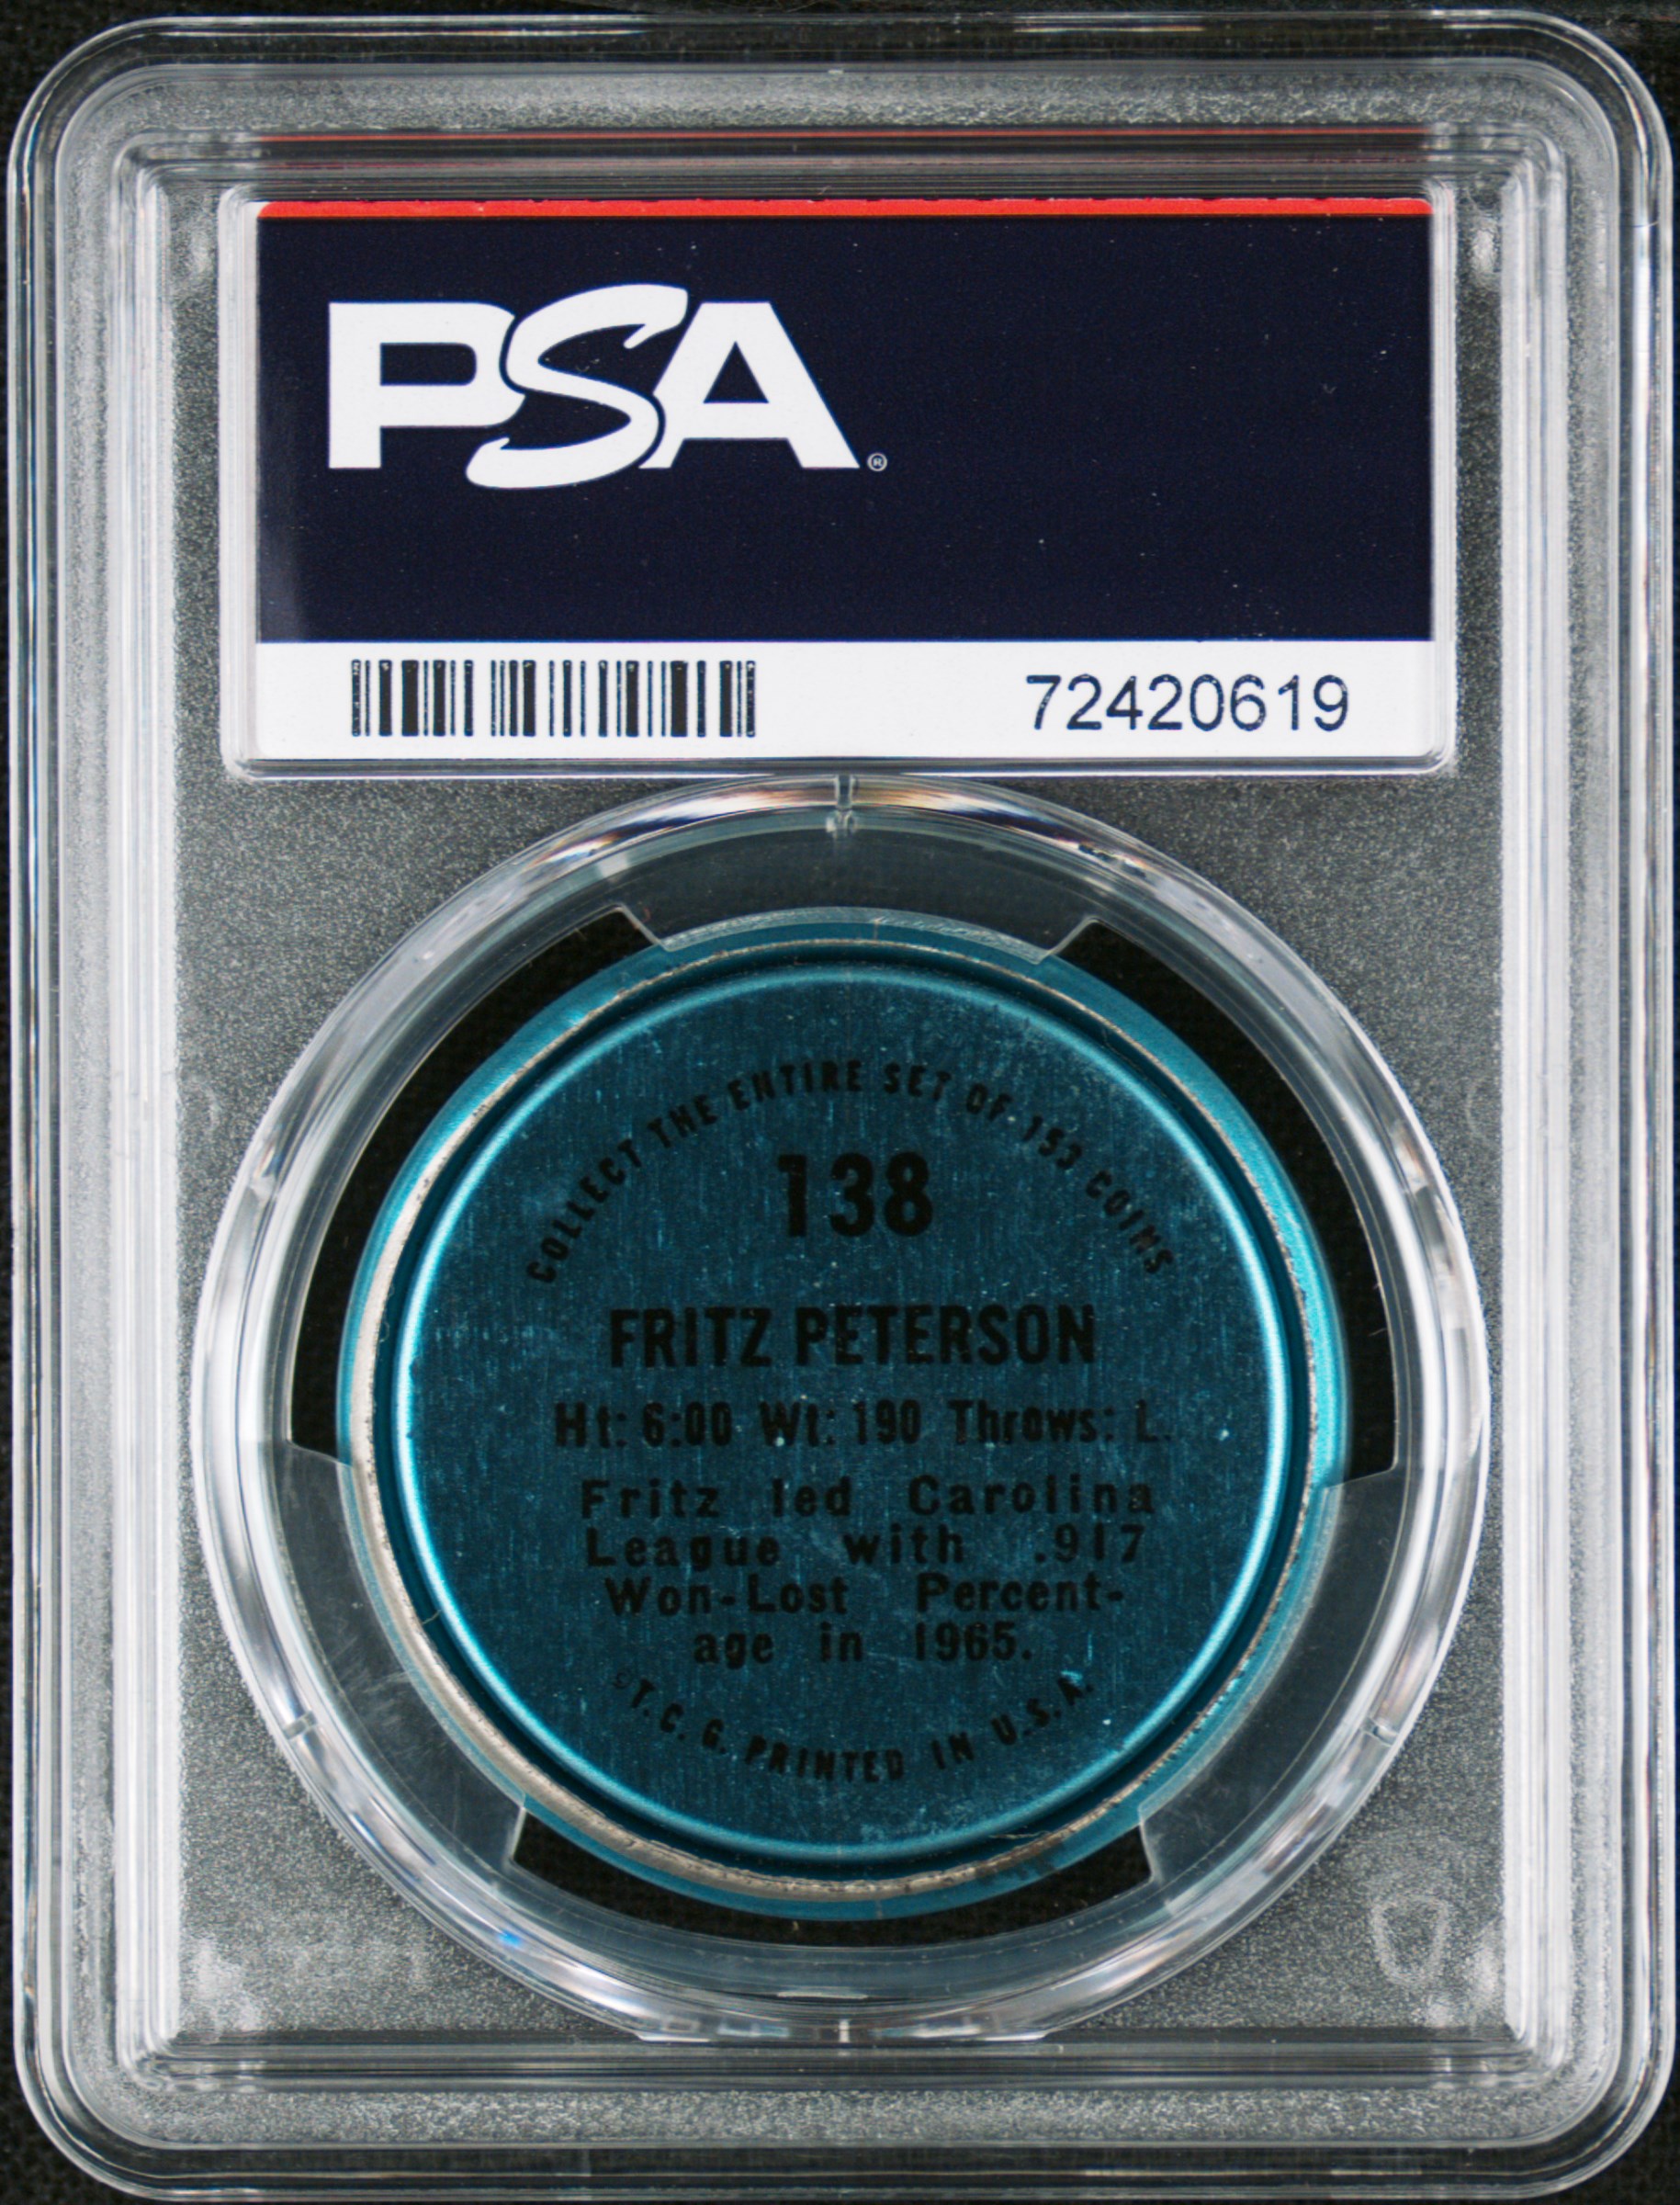 PSA®
72420619
COLLECT THE ENTIRE SET OF 153 COINS
138
FRITZ PETERSON
Ht: 6:00 Wt: 190 Throws: L.
Fritz led Carolina
League with .917
Won-Lost Percent-
age in 1965.
©T.C.G. PRINTED IN U.S.A.